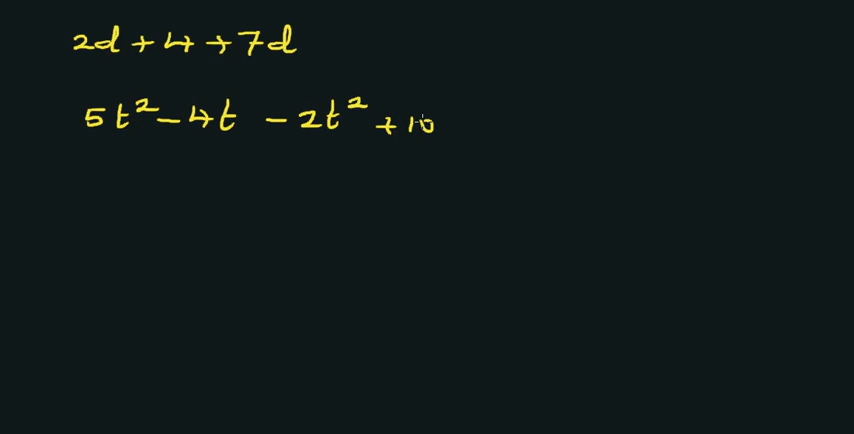 2d + 4 + 7d
5t² - 4t - 2t² + 10